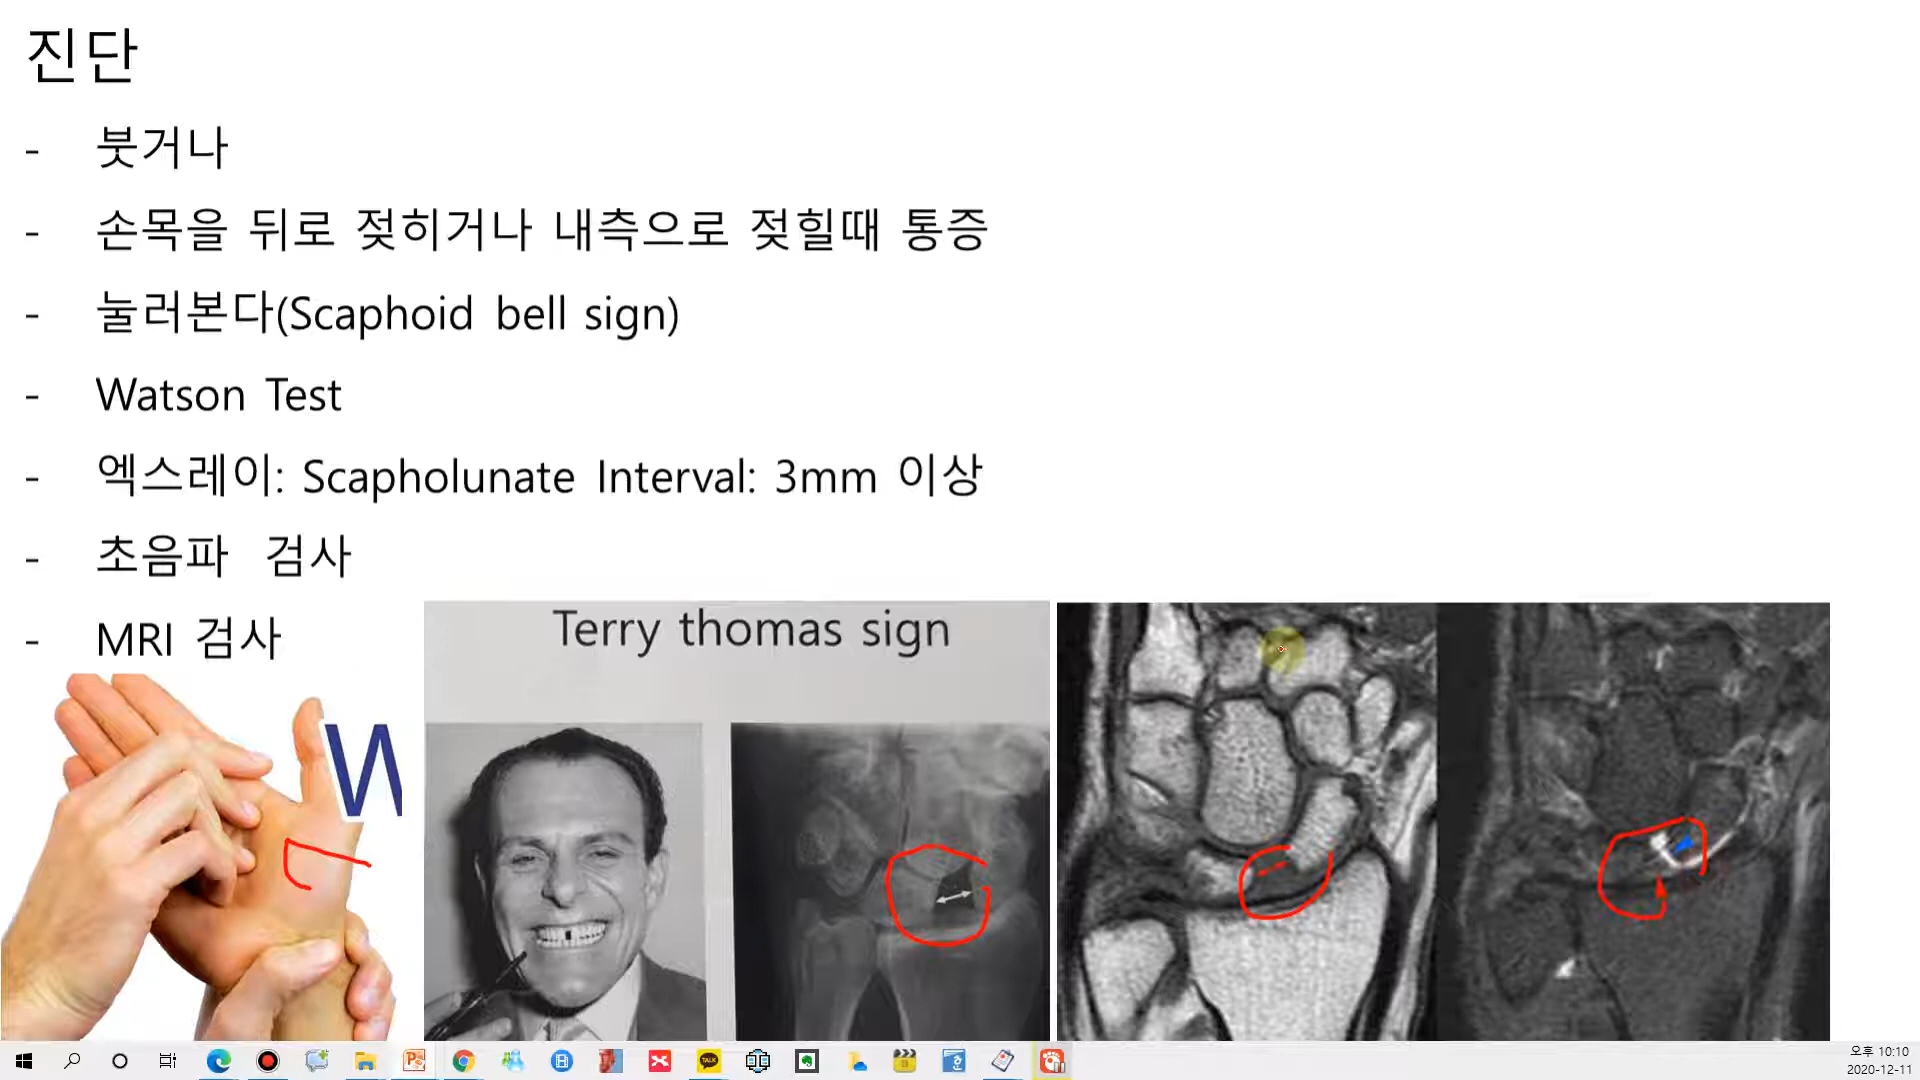 진단
- 붓거나
- 손목을 뒤로 젖히거나 내측으로 젖힐때 통증
- 눌러본다(Scaphoid bell sign)
- Watson Test
- 엑스레이: Scapholunate Interval: 3mm 이상
- 초음파 검사
- MRI 검사
Terry thomas sign
W
TALK
오후 10:10
2020-12-11